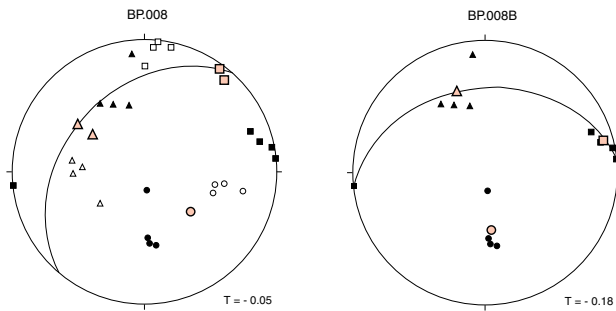 BP.008
BP.008B
T = - 0.05
T = - 0.18